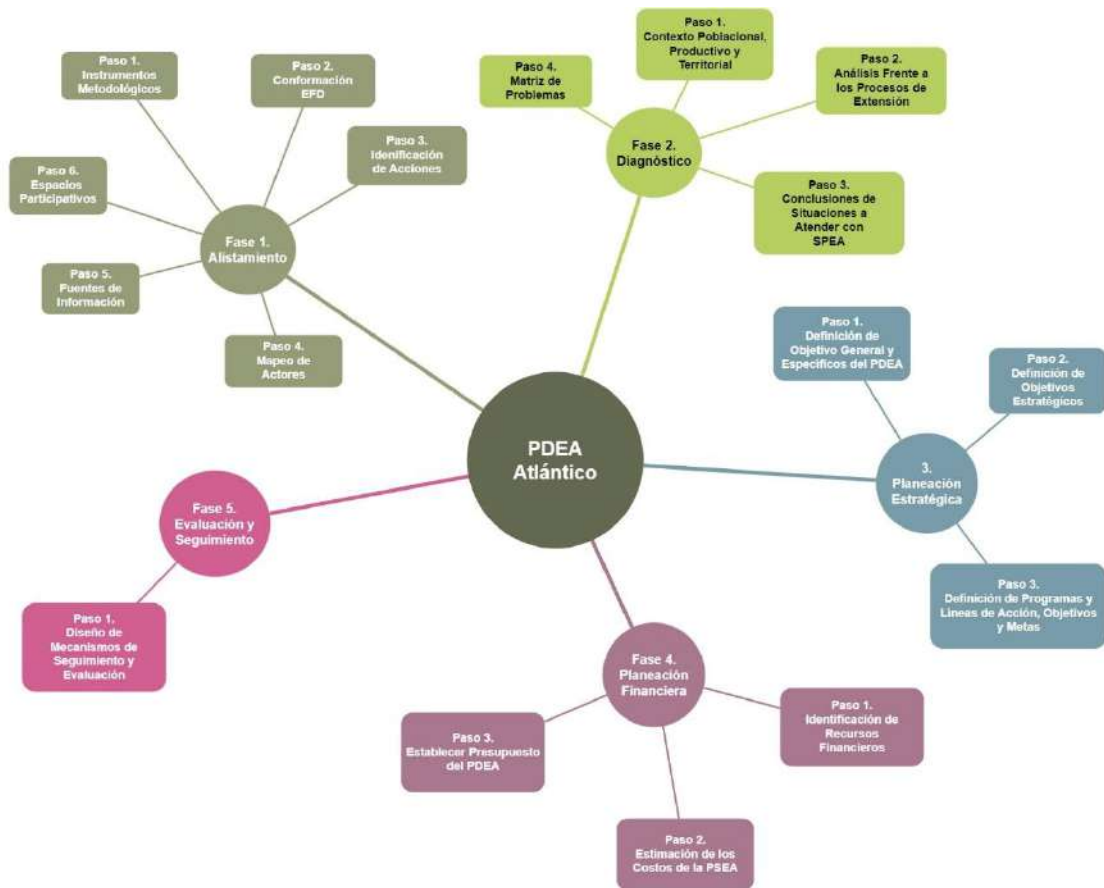 PDEA
Atlántico
Fase 1.
Alistamiento
Paso 1.
Instrumentos
Metodológicos
Paso 2.
Conformación
EFD
Paso 3.
Idenificación
de Acciones
Paso 4.
Mapeo de
Actores
Paso 5.
Fuentes de
Información
Paso 6.
Espacios
Participativos
Fase 2.
Diagnóstico
Paso 1.
Contexto Poblacional,
Productivo y
Territorial
Paso 2.
Análisis Frente a
los Procesos de
Extensión
Paso 3.
Conclusiones de
Situaciones a
Atender con
SPEA
Paso 4.
Matriz de
Problemas
3.
Planeación
Estratégica
Paso 1.
Definición de
Objetivo General y
Especificos del PDEA
Paso 2.
Definición de
Objetivos
Estratégicos
Paso 3.
Definición de Programas y
Lineas de Acción, Objetivos
y Metas
Fase 4.
Planeación
Financiera
Paso 1.
Identificación de
Recursos
Financieros
Paso 2.
Estimación de los
Costos de la PSEA
Paso 3.
Establecer Presupuesto
del PDEA
Fase 5.
Evaluación y
Seguimiento
Paso 1.
Diseño de
Mecanismos de
Seguimiento y
Evaluación